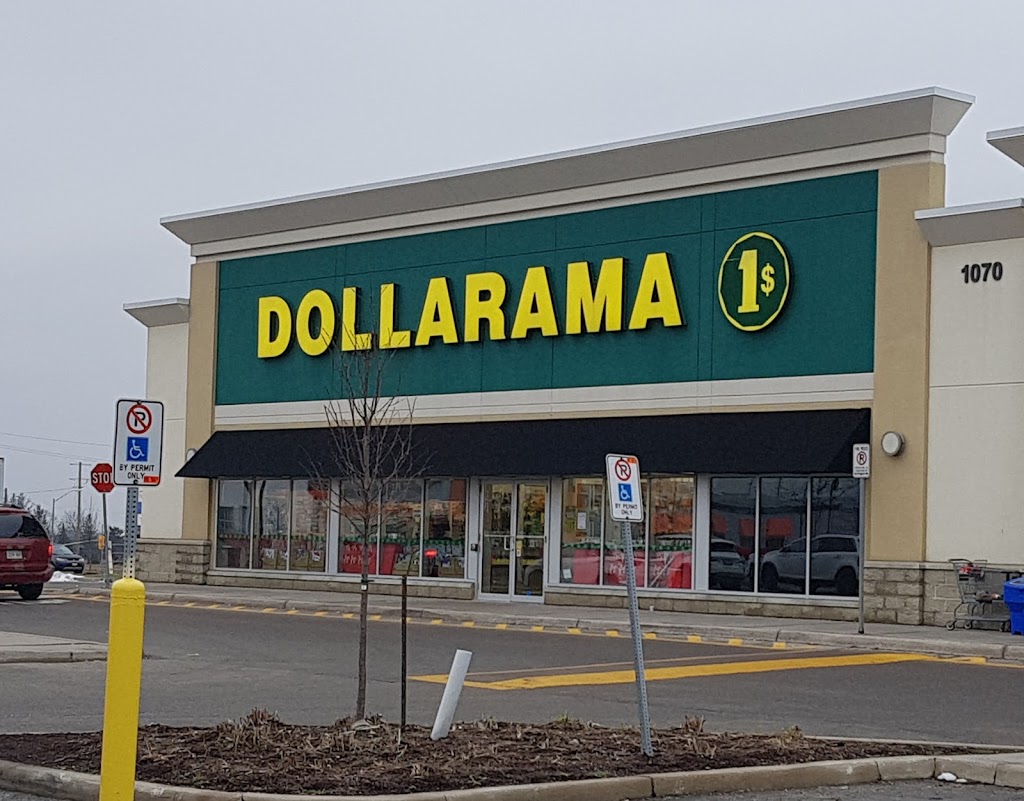 DOLLARAMA
1$
1070
BY PERMIT
ONLY
STOP
BY PERMIT
ONLY